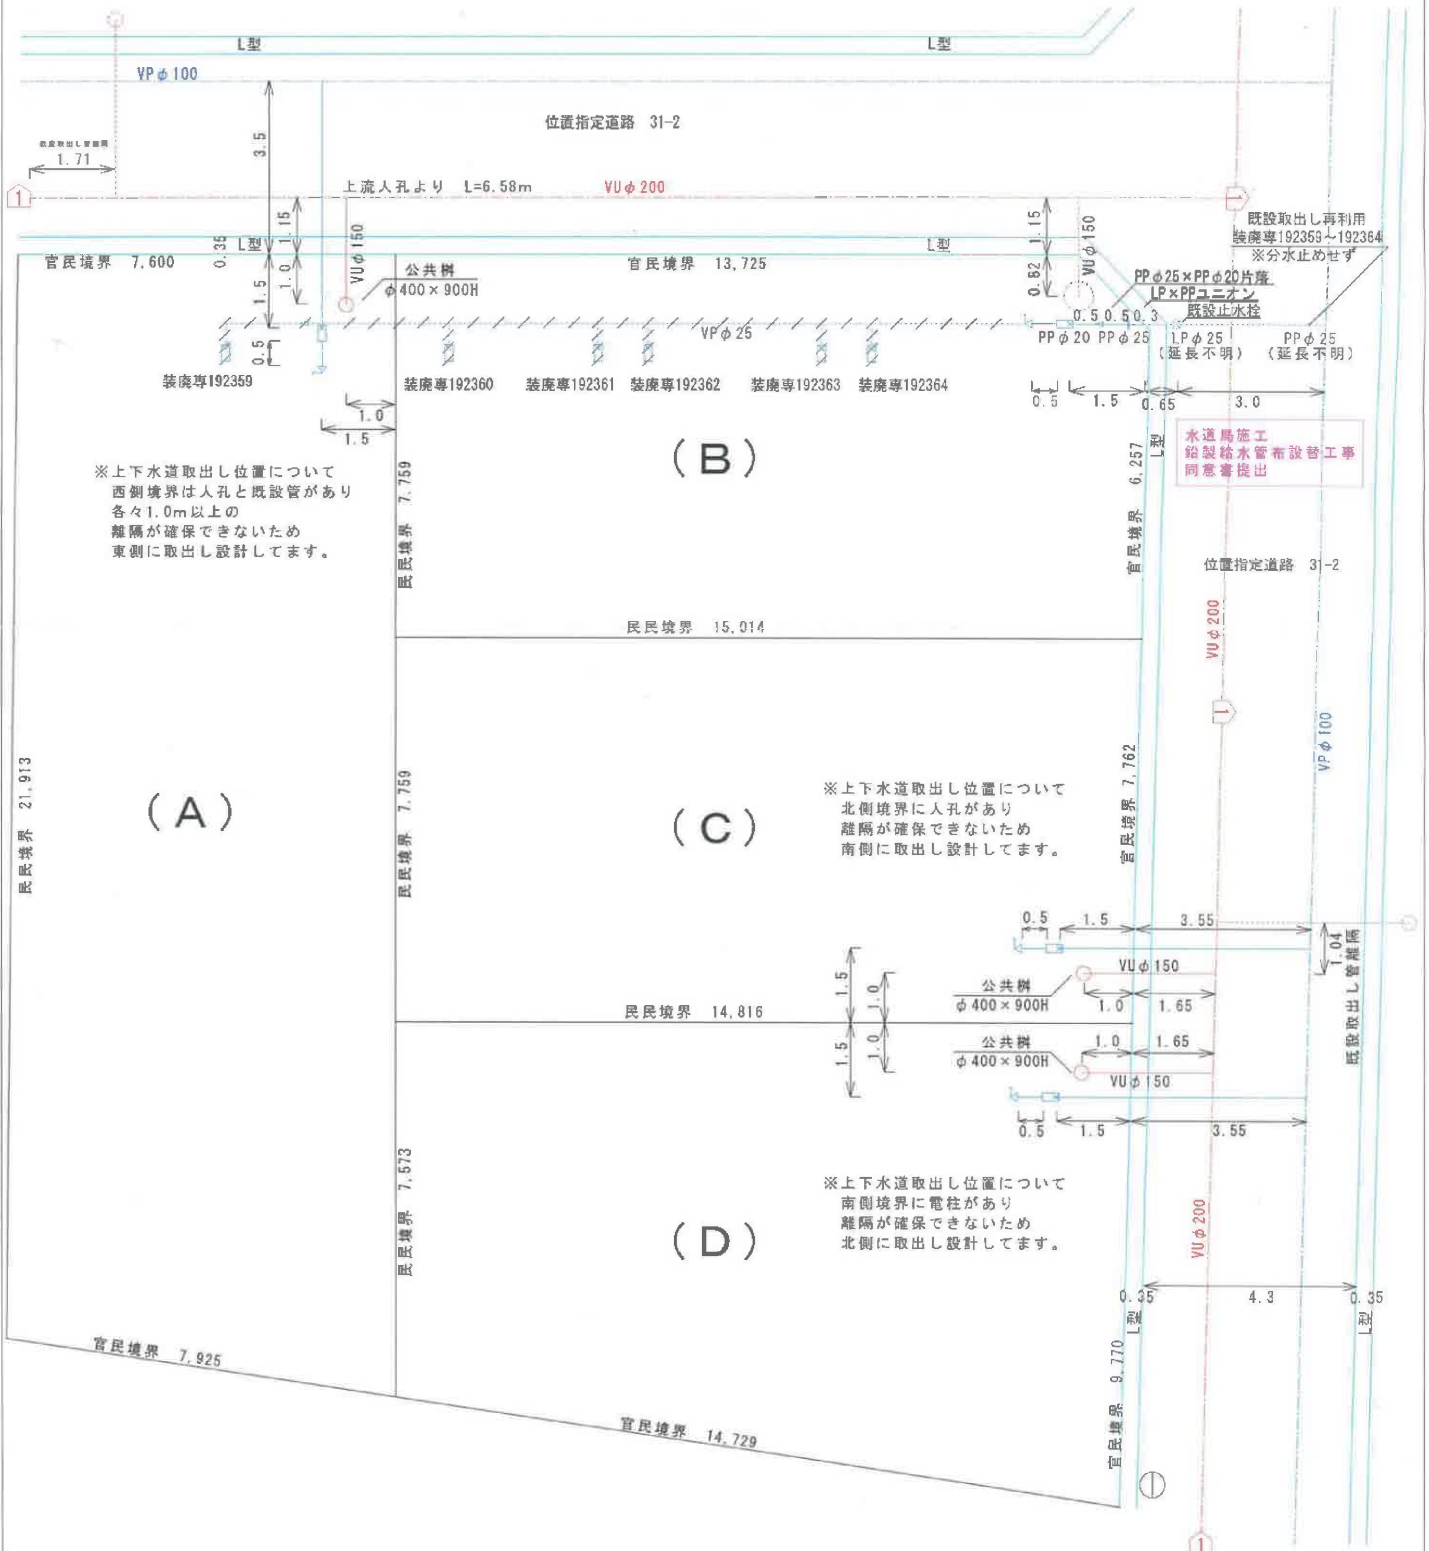 L型
L型
VPφ100
位置指定道路 31-2
3.5
1.71
1
上流人孔より L=6.58m
VUφ200
1
既設取出し再利用
装廃専192359～192364
※分水止めせず
0.35
L型
1.15
VUφ150
L型
1.15
VUφ150
官民境界 7,600
1.5
1.0
公共桝
φ400×900H
官民境界 13,725
0.82
PPφ25×PPφ20片落
LP×PPユニオン
既設止水栓
0.5
0.5
0.3
VPφ25
PPφ20
PPφ25
LPφ25
(延長不明)
PPφ25
(延長不明)
0.5
装廃専192359
装廃専192360
装廃専192361
装廃専192362
装廃専192363
装廃専192364
1.0
1.5
0.5
1.5
0.65
3.0
(B)
L型
水道局施工
鉛製給水管布設替工事
同意書提出
※上下水道取出し位置について
西側境界は人孔と既設管があり
各々1.0m以上の
離隔が確保できないため
東側に取出し設計してます。
民民境界 7,759
官民境界 6,257
位置指定道路 31-2
民民境界 15,014
VUφ200
1
VPφ100
民民境界 21,913
(A)
民民境界 7,759
(C)
※上下水道取出し位置について
北側境界に人孔があり
離隔が確保できないため
南側に取出し設計してます。
官民境界 7,762
0.5
1.5
3.55
1.04
既設取出し管離隔
VUφ150
1.5
1.0
公共桝
φ400×900H
1.0
1.65
民民境界 14,816
1.5
1.0
公共桝
φ400×900H
1.0
1.65
VUφ150
0.5
1.5
3.55
民民境界 7,573
(D)
※上下水道取出し位置について
南側境界に電柱があり
離隔が確保できないため
北側に取出し設計してます。
VUφ200
0.35
4.3
0.35
L型
L型
官民境界 9,770
官民境界 7,925
官民境界 14,729
1